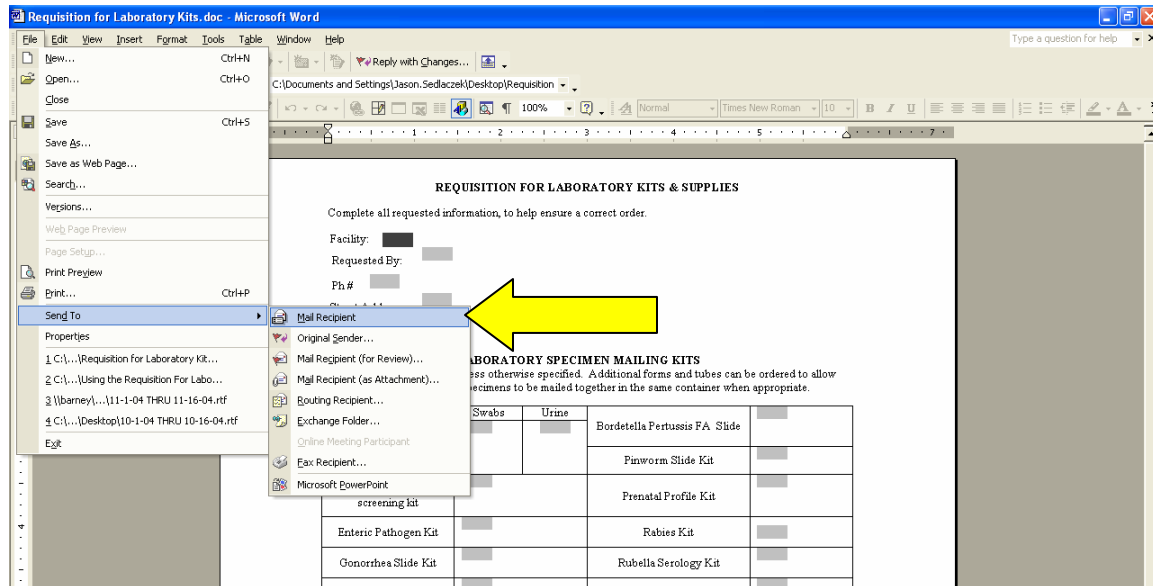 Requisition for Laboratory Kits.doc - Microsoft Word
File Edit View Insert Format Tools Table Window Help
Type a question for help
Reply with Changes...
C:\Documents and Settings\Jason.Sedlaczek\Desktop\Requisition
100% Normal Times New Roman 10 B I U
1 2 3 4 5 7
New... Ctrl+N
Open... Ctrl+O
Close
Save Ctrl+S
Save As...
Save as Web Page...
Search...
Versions...
Web Page Preview
Page Setup...
Print Preview
Print... Ctrl+P
Send To
Properties
1 C:\...\Requisition for Laboratory Kit...
2 C:\...\Using the Requisition For Labo...
3 \\barney\...\11-1-04 THRU 11-16-04.rtf
4 C:\...\Desktop\10-1-04 THRU 10-16-04.rtf
Exit
Mail Recipient
Original Sender...
Mail Recipient (for Review)...
Mail Recipient (as Attachment)...
Routing Recipient...
Exchange Folder...
Online Meeting Participant
Fax Recipient...
Microsoft PowerPoint
REQUISITION FOR LABORATORY KITS & SUPPLIES
Complete all requested information, to help ensure a correct order.
Facility:
Requested By:
Ph #
ABORATORY SPECIMEN MAILING KITS
ess otherwise specified. Additional forms and tubes can be ordered to allow
pecimens to be mailed together in the same container when appropriate.
Swabs Urine
Bordetella Pertussis FA Slide
Pinworm Slide Kit
screening kit
Prenatal Profile Kit
Enteric Pathogen Kit
Rabies Kit
Gonorrhea Slide Kit
Rubella Serology Kit